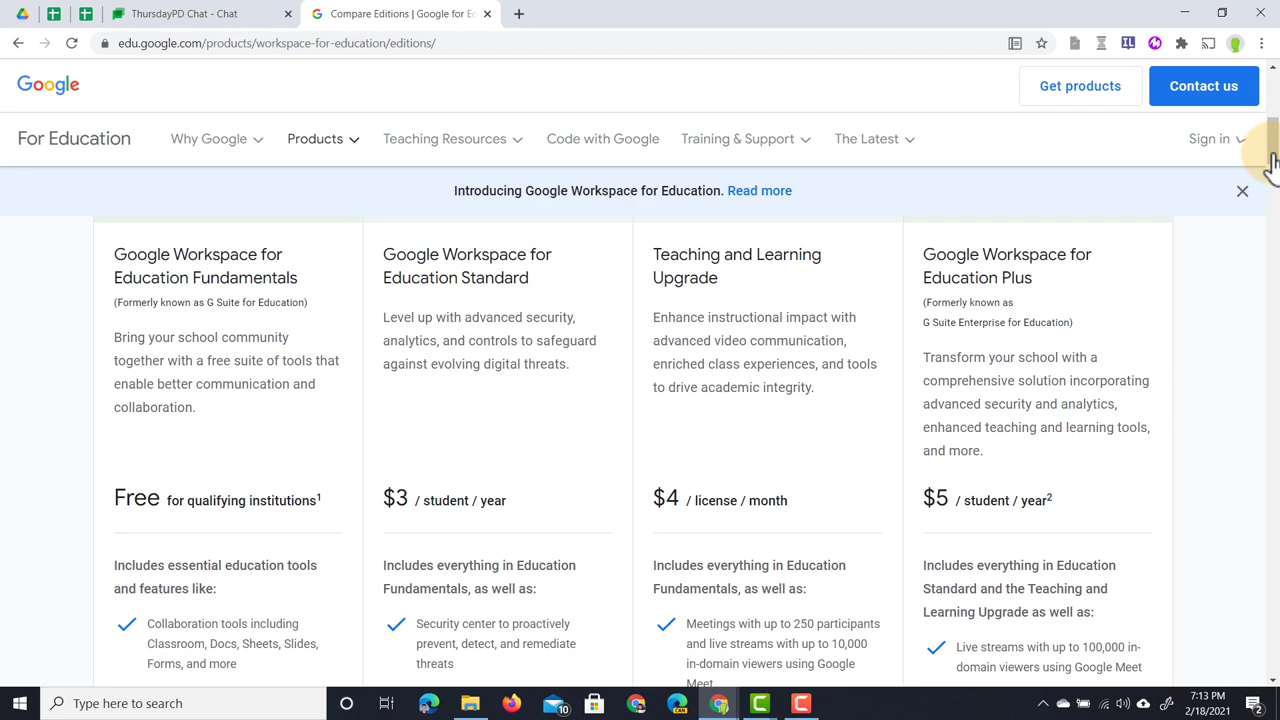 ThursdayPD Chat - Chat
Compare Editions | Google for Ed
edu.google.com/products/workspace-for-education/editions/
IL
Google
Get products
Contact us
For Education
Why Google
Products
Teaching Resources
Code with Google
Training & Support
The Latest
Sign in
Introducing Google Workspace for Education. Read more
Google Workspace for
Education Fundamentals
(Formerly known as G Suite for Education)
Bring your school community
together with a free suite of tools that
enable better communication and
collaboration.
Free for qualifying institutions¹
Includes essential education tools
and features like:
Collaboration tools including
Classroom, Docs, Sheets, Slides,
Forms, and more
Google Workspace for
Education Standard
Level up with advanced security,
analytics, and controls to safeguard
against evolving digital threats.
$3 / student / year
Includes everything in Education
Fundamentals, as well as:
Security center to proactively
prevent, detect, and remediate
threats
Teaching and Learning
Upgrade
Enhance instructional impact with
advanced video communication,
enriched class experiences, and tools
to drive academic integrity.
$4 / license / month
Includes everything in Education
Fundamentals, as well as:
Meetings with up to 250 participants
and live streams with up to 10,000
in-domain viewers using Google
Meet
Google Workspace for
Education Plus
(Formerly known as
G Suite Enterprise for Education)
Transform your school with a
comprehensive solution incorporating
advanced security and analytics,
enhanced teaching and learning tools,
and more.
$5 / student / year²
Includes everything in Education
Standard and the Teaching and
Learning Upgrade as well as:
Live streams with up to 100,000 in-
domain viewers using Google Meet
Type here to search
10
CAN
7:13 PM
2/18/2021
2